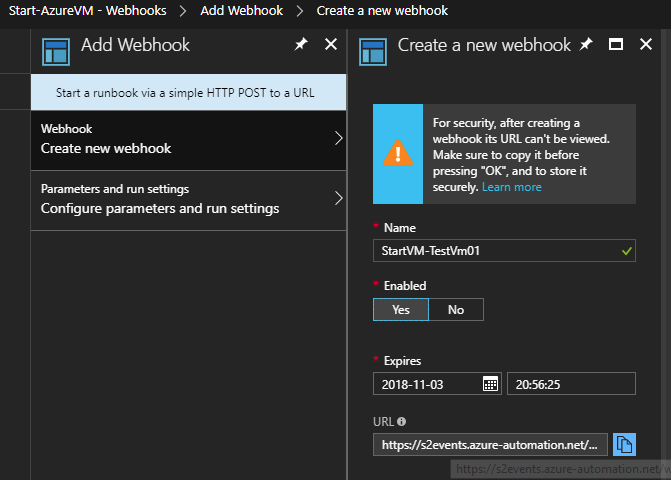 Start-AzureVM - Webhooks > Add Webhook > Create a new webhook
Add Webhook
Start a runbook via a simple HTTP POST to a URL
Webhook
Create new webhook
Parameters and run settings
Configure parameters and run settings
Create a new webhook
For security, after creating a
webhook its URL can't be viewed.
Make sure to copy it before
pressing "OK", and to store it
securely. Learn more
* Name
StartVM-TestVm01
* Enabled
Yes No
* Expires
2018-11-03 20:56:25
URL
https://s2events.azure-automation.net/...
https://s2events.azure-automation.net/w